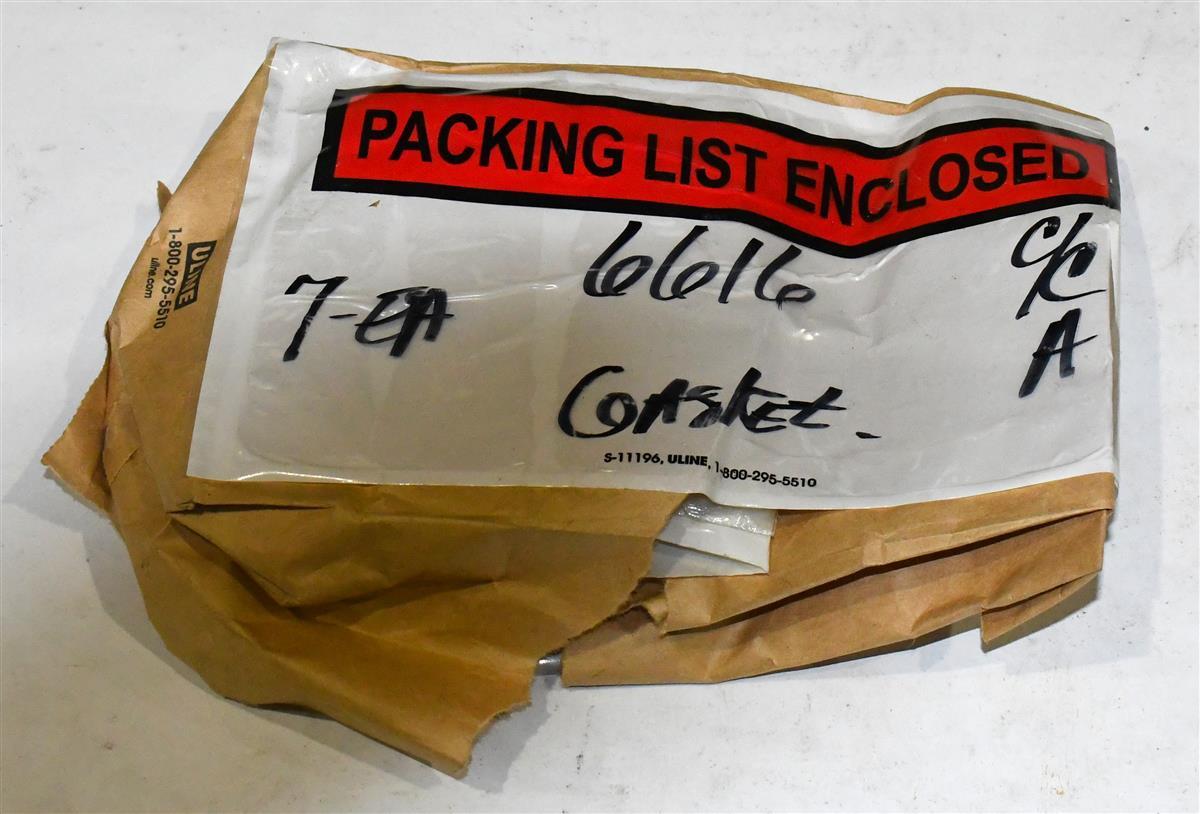 PACKING LIST ENCLOSED
6616
C/C
A
7-EA
GASKET.
S-11196, ULINE, 1-800-295-5510
ULINE
1-800-295-5510
uline.com